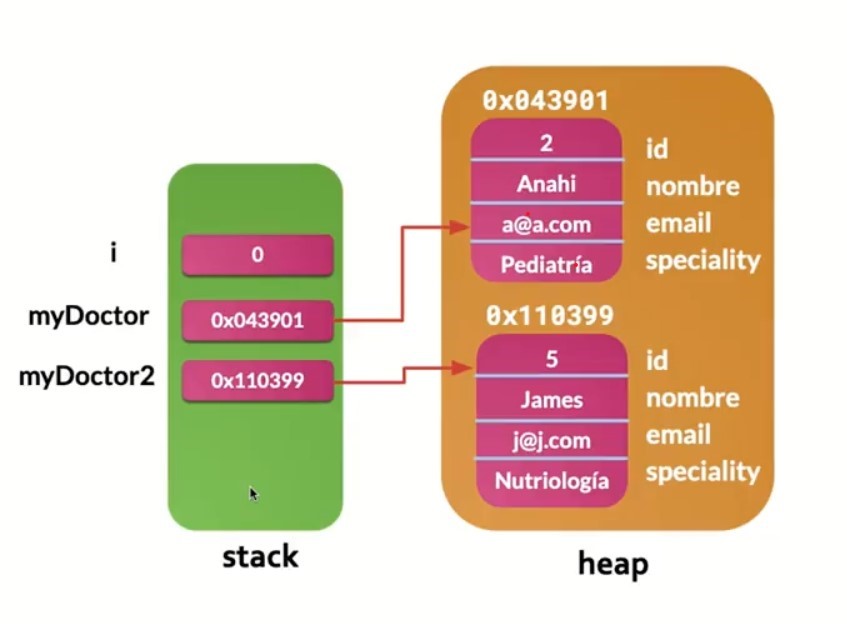 i
0
myDoctor
0x043901
myDoctor2
0x110399
stack
0x043901
2
id
Anahi
nombre
a@a.com
email
Pediatría
speciality
0x110399
5
id
James
nombre
j@j.com
email
Nutriología
speciality
heap